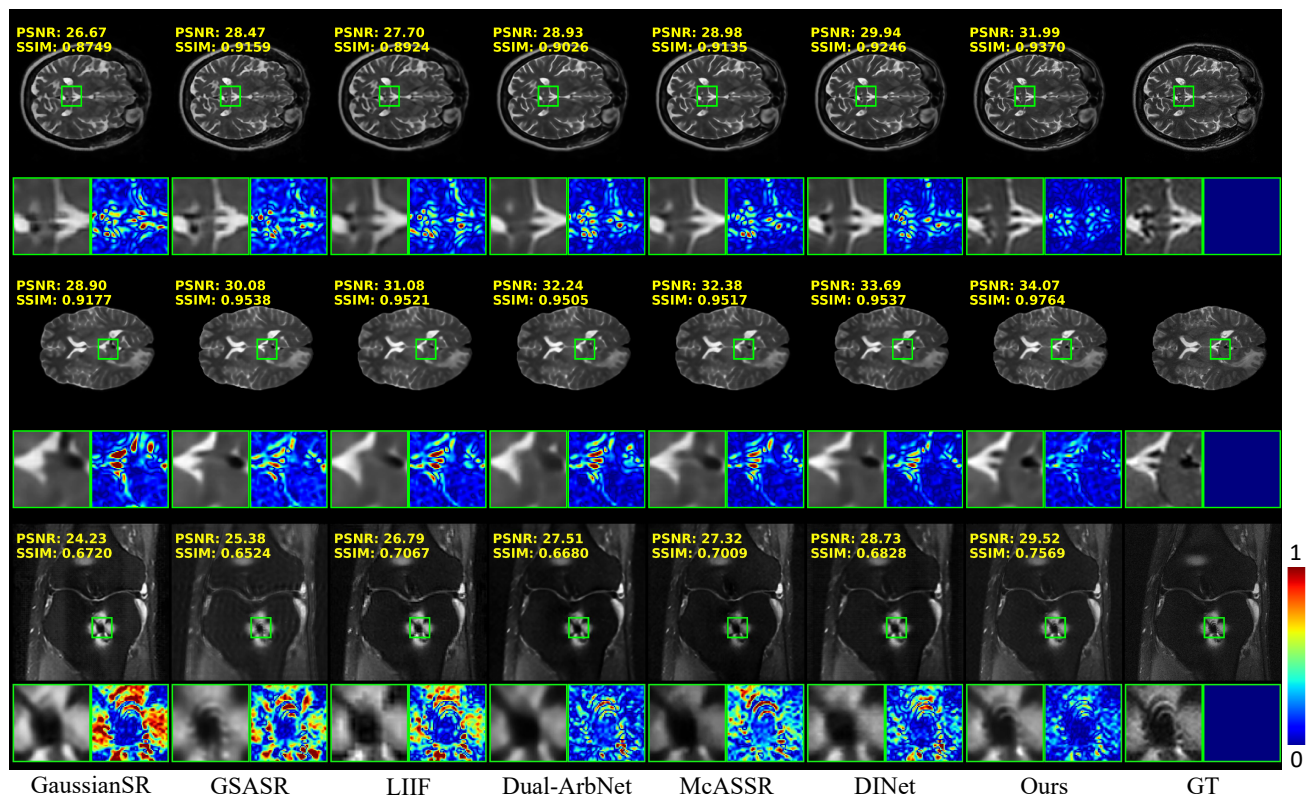 PSNR: 26.67
SSIM: 0.8749
PSNR: 28.47
SSIM: 0.9159
PSNR: 27.70
SSIM: 0.8924
PSNR: 28.93
SSIM: 0.9026
PSNR: 28.98
SSIM: 0.9135
PSNR: 29.94
SSIM: 0.9246
PSNR: 31.99
SSIM: 0.9370
PSNR: 28.90
SSIM: 0.9177
PSNR: 30.08
SSIM: 0.9538
PSNR: 31.08
SSIM: 0.9521
PSNR: 32.24
SSIM: 0.9505
PSNR: 32.38
SSIM: 0.9517
PSNR: 33.69
SSIM: 0.9537
PSNR: 34.07
SSIM: 0.9764
PSNR: 24.23
SSIM: 0.6720
PSNR: 25.38
SSIM: 0.6524
PSNR: 26.79
SSIM: 0.7067
PSNR: 27.51
SSIM: 0.6680
PSNR: 27.32
SSIM: 0.7009
PSNR: 28.73
SSIM: 0.6828
PSNR: 29.52
SSIM: 0.7569
1
0
GaussianSR
GSASR
LIIF
Dual-ArbNet
McASSR
DINet
Ours
GT